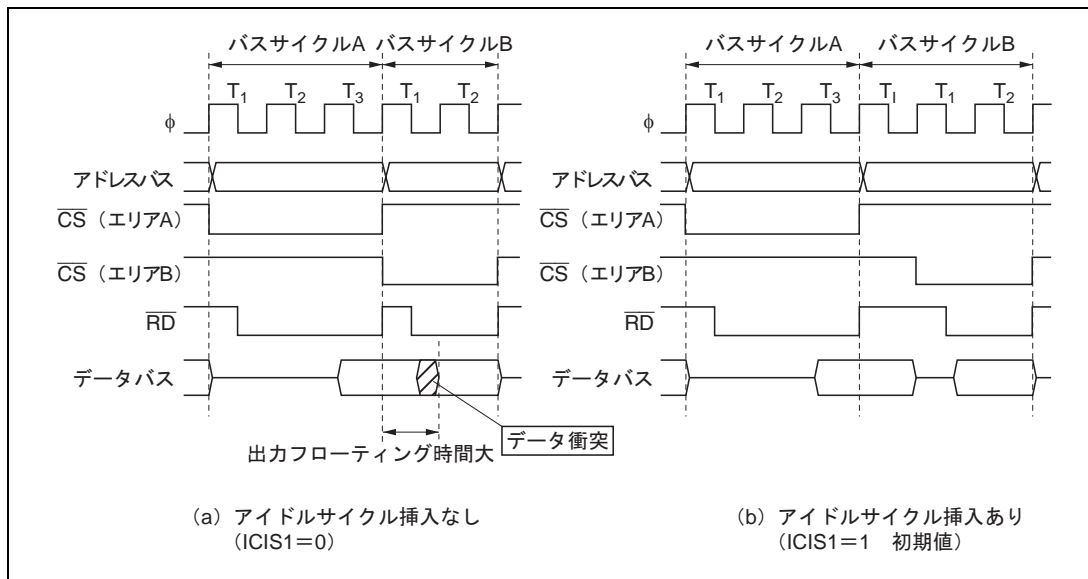 バスサイクルA バスサイクルB
T1 T2 T3 T1 T2
φ
アドレスバス
CS（エリアA）
CS（エリアB）
RD
データバス
データ衝突
出力フローティング時間大
(a) アイドルサイクル挿入なし
(ICIS1＝0)
バスサイクルA バスサイクルB
T1 T2 T3 TI T1 T2
φ
アドレスバス
CS（エリアA）
CS（エリアB）
RD
データバス
(b) アイドルサイクル挿入あり
(ICIS1＝1　初期値)